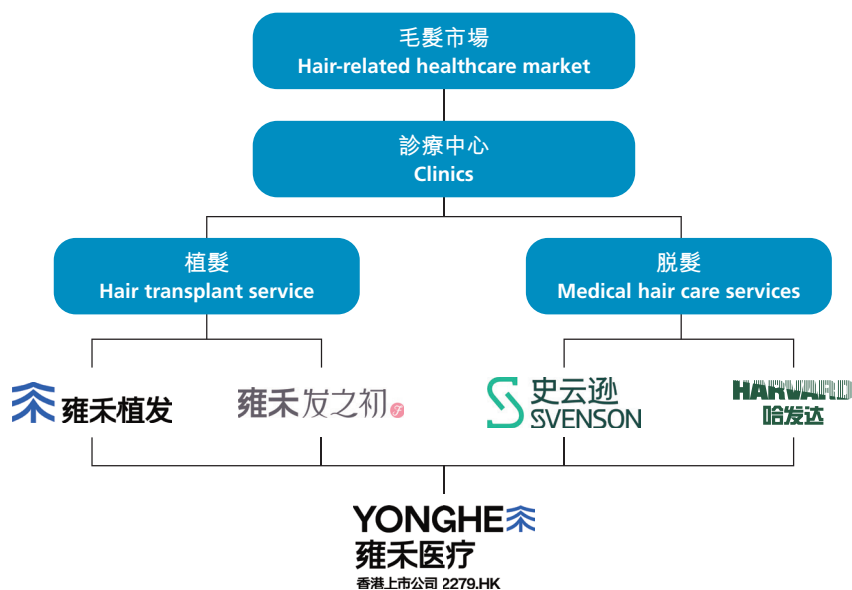 毛髮市場
Hair-related healthcare market
診療中心
Clinics
植髮
Hair transplant service
脱髮
Medical hair care services
雍禾植发
雍禾发之初
史云逊
SVENSON
HARVARD
哈发达
YONGHE
雍禾医疗
香港上市公司 2279.HK